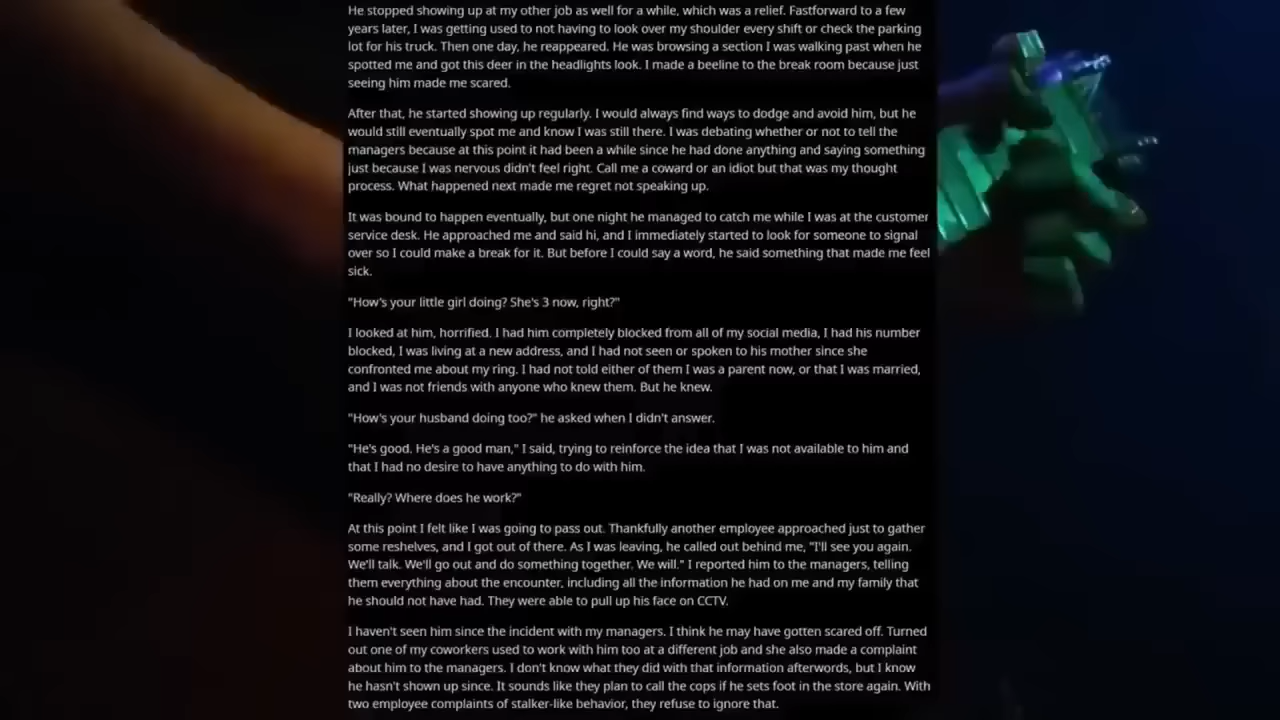 He stopped showing up at my other job as well for a while, which was a relief. Fastforward to a few
years later, I was getting used to not having to look over my shoulder every shift or check the parking
lot for his truck. Then one day, he reappeared. He was browsing a section I was walking past when he
spotted me and got this deer in the headlights look. I made a beeline to the break room because just
seeing him made me scared.
After that, he started showing up regularly. I would always find ways to dodge and avoid him, but he
would still eventually spot me and know I was still there. I was debating whether or not to tell the
managers because at this point it had been a while since he had done anything and saying something
just because I was nervous didn't feel right. Call me a coward or an idiot but that was my thought
process. What happened next made me regret not speaking up.
It was bound to happen eventually, but one night he managed to catch me while I was at the customer
service desk. He approached me and said hi, and I immediately started to look for someone to signal
over so I could make a break for it. But before I could say a word, he said something that made me feel
sick.
"How's your little girl doing? She's 3 now, right?"
I looked at him, horrified. I had him completely blocked from all of my social media, I had his number
blocked, I was living at a new address, and I had not seen or spoken to his mother since she
confronted me about my ring. I had not told either of them I was a parent now, or that I was married,
and I was not friends with anyone who knew them. But he knew.
"How's your husband doing too?" he asked when I didn't answer.
"He's good. He's a good man," I said, trying to reinforce the idea that I was not available to him and
that I had no desire to have anything to do with him.
"Really? Where does he work?"
At this point I felt like I was going to pass out. Thankfully another employee approached just to gather
some reshelves, and I got out of there. As I was leaving, he called out behind me, "I'll see you again.
We'll talk. We'll go out and do something together. We will." I reported him to the managers, telling
them everything about the encounter, including all the information he had on me and my family that
he should not have had. They were able to pull up his face on CCTV.
I haven't seen him since the incident with my managers. I think he may have gotten scared off. Turned
out one of my coworkers used to work with him too at a different job and she also made a complaint
about him to the managers. I don't know what they did with that information afterwords, but I know
he hasn't shown up since. It sounds like they plan to call the cops if he sets foot in the store again. With
two employee complaints of stalker-like behavior, they refuse to ignore that.